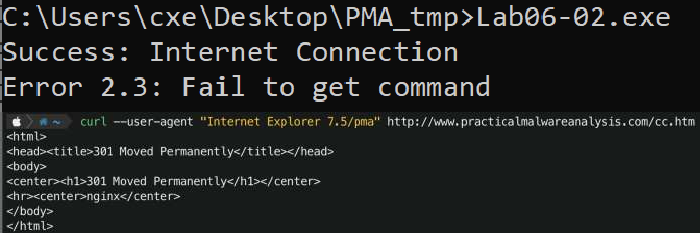 C:\Users\cxe\Desktop\PMA_tmp>Lab06-02.exe
Success: Internet Connection
Error 2.3: Fail to get command
~ curl --user-agent "Internet Explorer 7.5/pma" http://www.practicalmalwareanalysis.com/cc.htm
<html>
<head><title>301 Moved Permanently</title></head>
<body>
<center><h1>301 Moved Permanently</h1></center>
<hr><center>nginx</center>
</body>
</html>